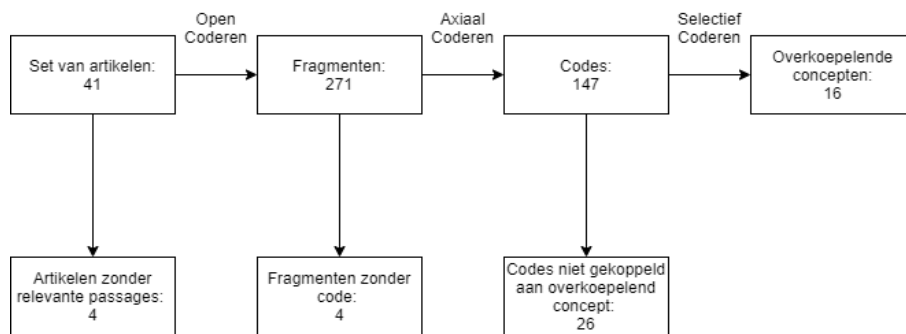 Open
Coderen
Axiaal
Coderen
Selectief
Coderen
Set van artikelen:
41
Fragmenten:
271
Codes:
147
Overkoepelende
concepten:
16
Artikelen zonder
relevante passages:
4
Fragmenten zonder
code:
4
Codes niet gekoppeld
aan overkoepelend
concept:
26